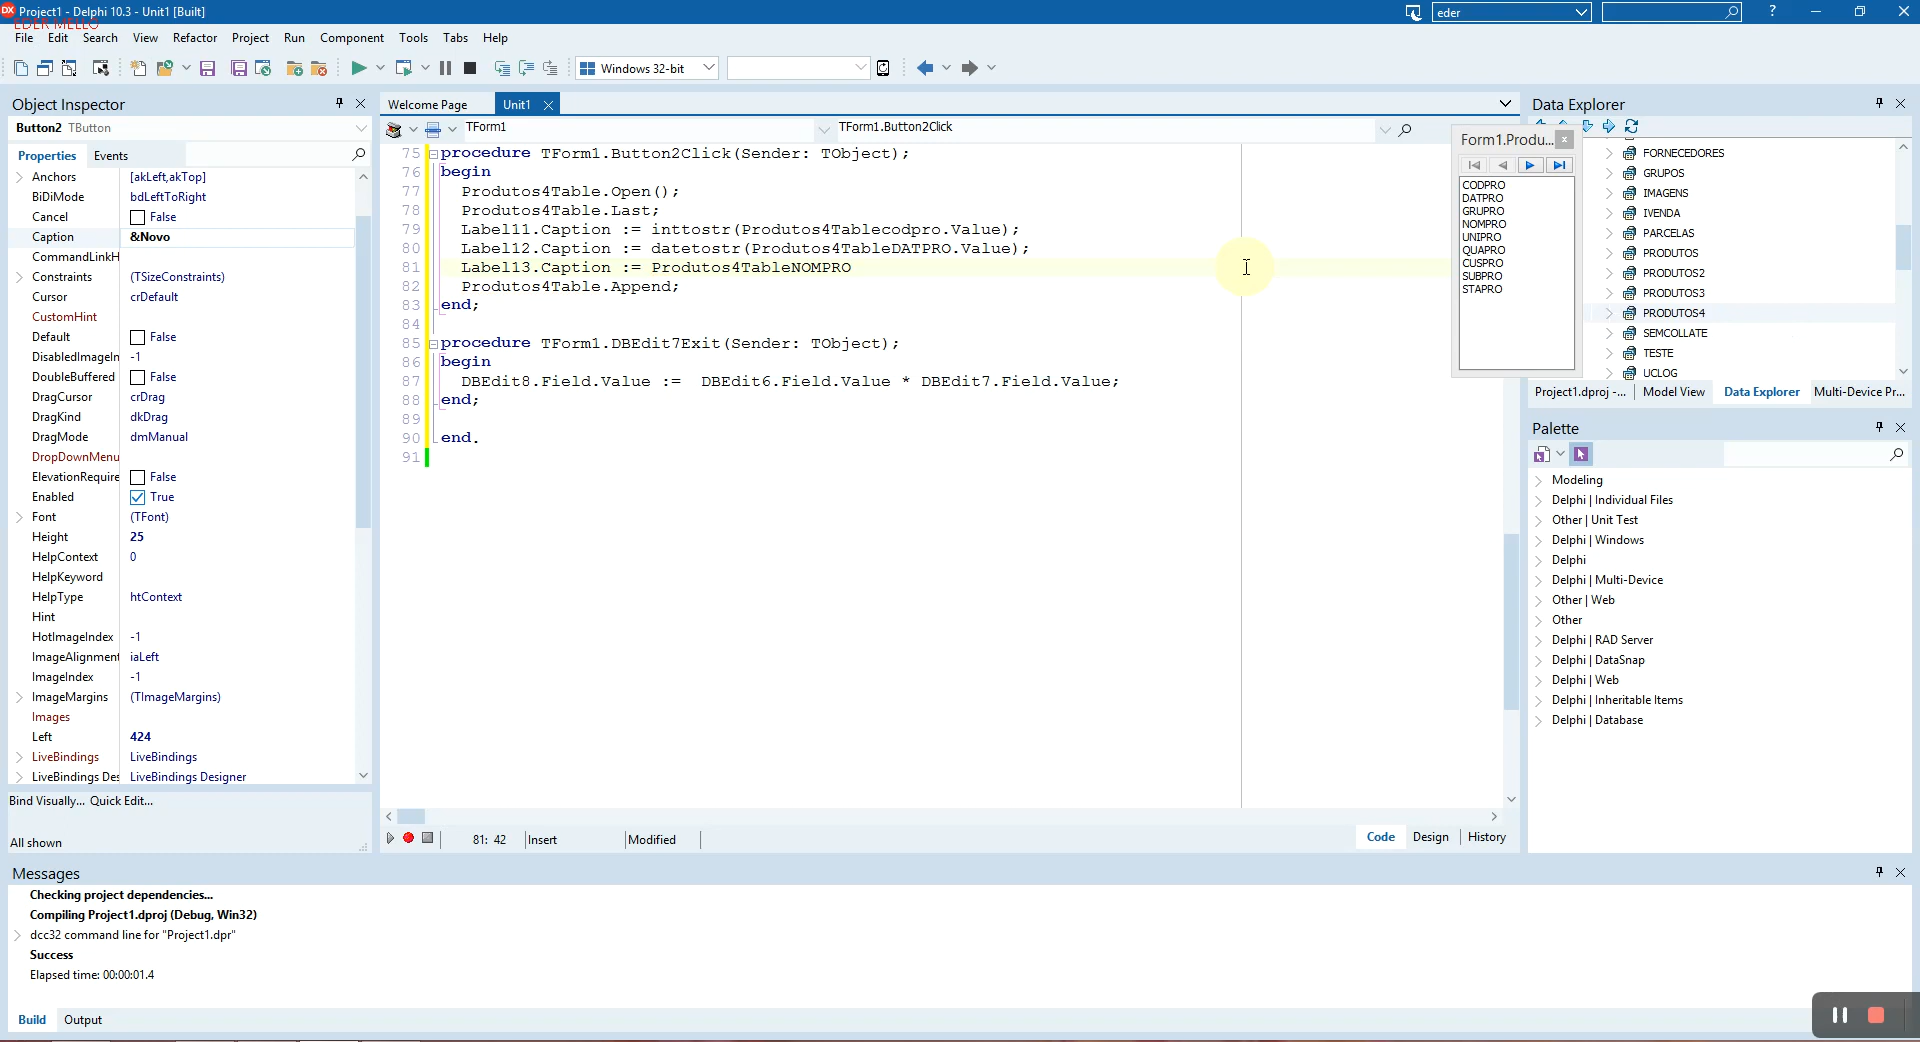 Project1 - Delphi 10.3 - Unit1 [Built]
eder
?
EDER MELLO
File Edit Search View Refactor Project Run Component Tools Tabs Help
Windows 32-bit
Object Inspector
Button2 TButton
Properties Events
Anchors [akLeft,akTop]
BiDiMode bdLeftToRight
Cancel False
Caption &Novo
CommandLinkH
Constraints (TSizeConstraints)
Cursor crDefault
CustomHint
Default False
DisabledImageIn -1
DoubleBuffered False
DragCursor crDrag
DragKind dkDrag
DragMode dmManual
DropDownMenu
ElevationRequire False
Enabled True
Font (TFont)
Height 25
HelpContext 0
HelpKeyword
HelpType htContext
Hint
HotImageIndex -1
ImageAlignment iaLeft
ImageIndex -1
ImageMargins (TImageMargins)
Images
Left 424
LiveBindings LiveBindings
LiveBindings Des LiveBindings Designer
Bind Visually... Quick Edit...
All shown
Welcome Page Unit1
TForm1 TForm1.Button2Click
75 procedure TForm1.Button2Click(Sender: TObject);
76 begin
77 Produtos4Table.Open();
78 Produtos4Table.Last;
79 Label11.Caption := inttostr(Produtos4Tablecodpro.Value);
80 Label12.Caption := datetostr(Produtos4TableDATPRO.Value);
81 Label13.Caption := Produtos4TableNOMPRO
82 Produtos4Table.Append;
83 end;
84
85 procedure TForm1.DBEdit7Exit(Sender: TObject);
86 begin
87 DBEdit8.Field.Value := DBEdit6.Field.Value * DBEdit7.Field.Value;
88 end;
89
90 end.
91
81: 42 Insert Modified
Code Design History
Form1.Produ...
CODPRO
DATPRO
GRUPRO
NOMPRO
UNIPRO
QUAPRO
CUSPRO
SUBPRO
STAPRO
Data Explorer
FORNECEDORES
GRUPOS
IMAGENS
IVENDA
PARCELAS
PRODUTOS
PRODUTOS2
PRODUTOS3
PRODUTOS4
SEMCOLLATE
TESTE
UCLOG
Project1.dproj -... Model View Data Explorer Multi-Device Pr...
Palette
Modeling
Delphi | Individual Files
Other | Unit Test
Delphi | Windows
Delphi
Delphi | Multi-Device
Other | Web
Other
Delphi | RAD Server
Delphi | DataSnap
Delphi | Web
Delphi | Inheritable Items
Delphi | Database
Messages
Checking project dependencies...
Compiling Project1.dproj (Debug, Win32)
dcc32 command line for "Project1.dpr"
Success
Elapsed time: 00:00:01.4
Build Output